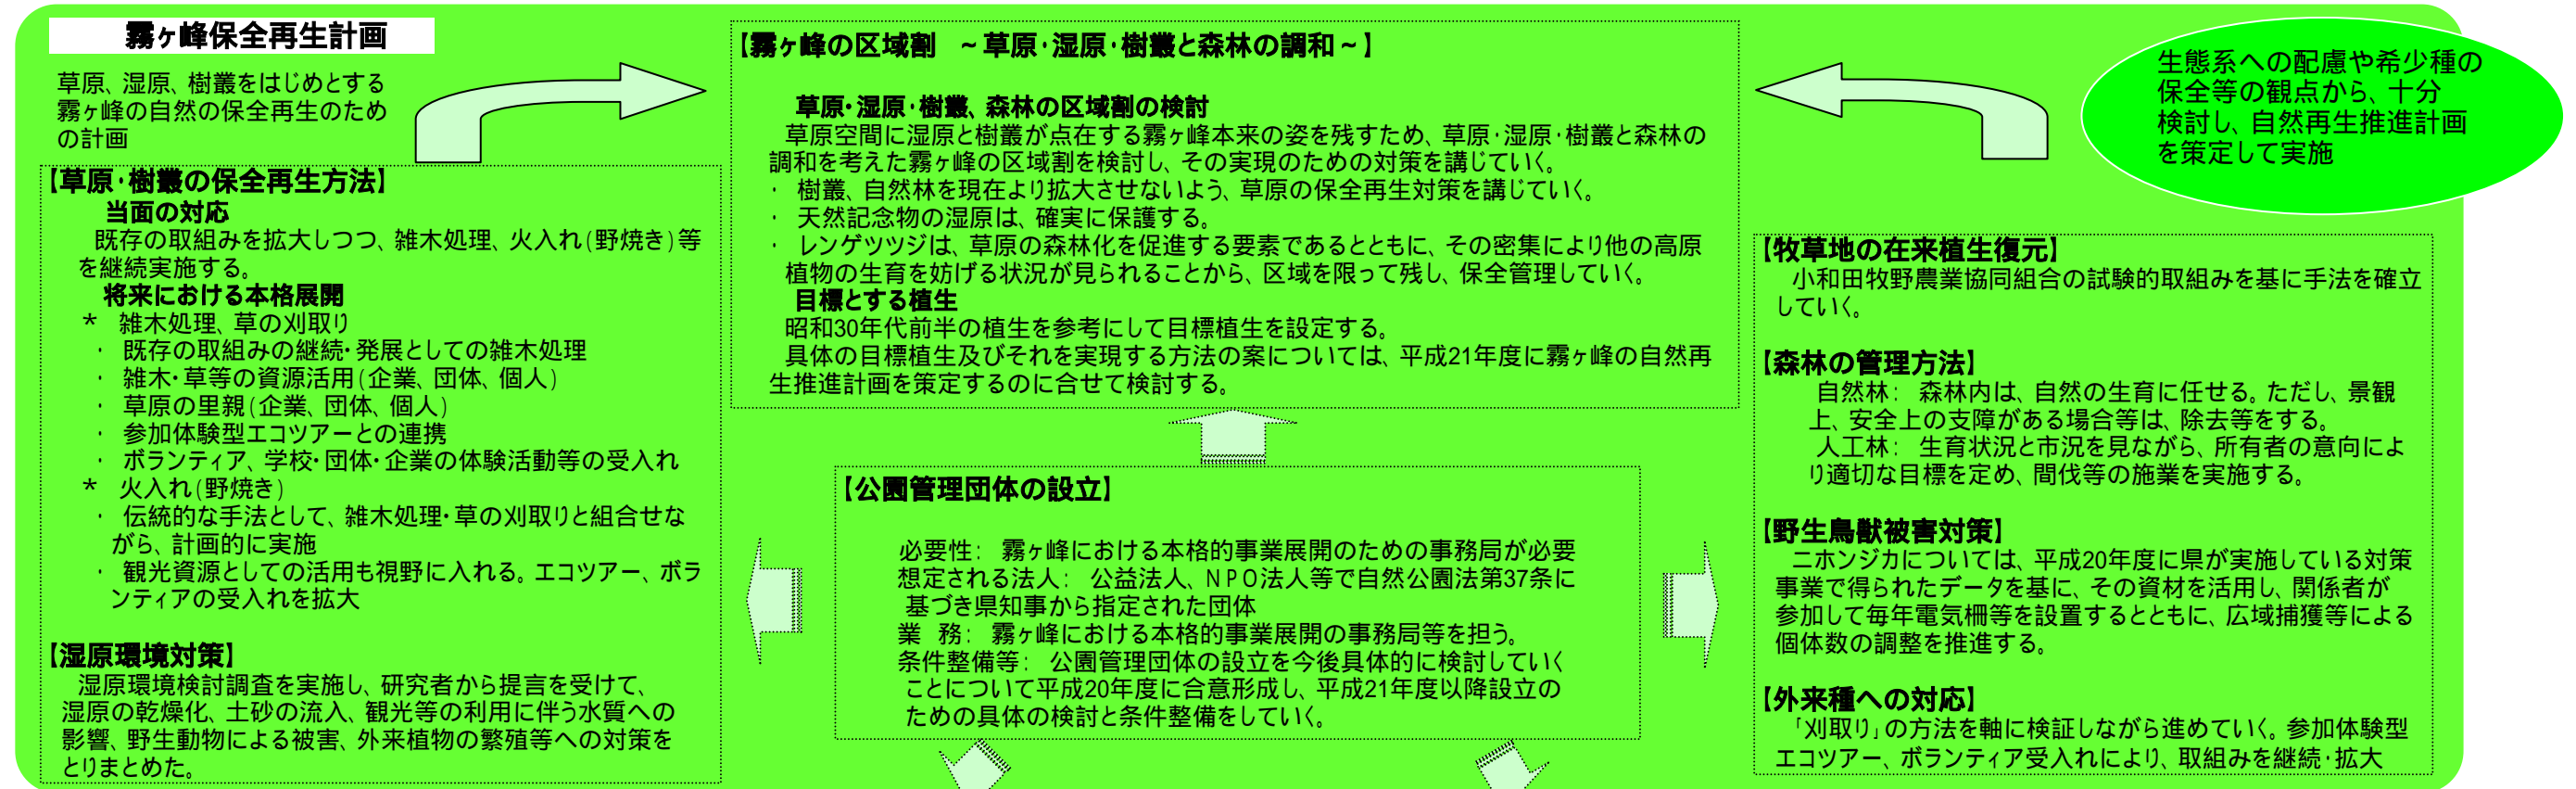 霧ヶ峰保全再生計画
草原、湿原、樹叢をはじめとする
霧ヶ峰の自然の保全再生のため
の計画
【草原・樹叢の保全再生方法】
当面の対応
既存の取組みを拡大しつつ、雑木処理、火入れ(野焼き)等
を継続実施する。
将来における本格展開
* 雑木処理、草の刈取り
・ 既存の取組みの継続・発展としての雑木処理
・ 雑木・草等の資源活用(企業、団体、個人)
・ 草原の里親(企業、団体、個人)
・ 参加体験型エコツアーとの連携
・ ボランティア、学校・団体・企業の体験活動等の受入れ
* 火入れ(野焼き)
・ 伝統的な手法として、雑木処理・草の刈取りと組合せな
がら、計画的に実施
・ 観光資源としての活用も視野に入れる。エコツアー、ボラ
ンティアの受入れを拡大
【湿原環境対策】
湿原環境検討調査を実施し、研究者から提言を受けて、
湿原の乾燥化、土砂の流入、観光等の利用に伴う水質への
影響、野生動物による被害、外来植物の繁殖等への対策を
とりまとめた。
【霧ヶ峰の区域割 ~草原・湿原・樹叢と森林の調和~】
草原・湿原・樹叢、森林の区域割の検討
草原空間に湿原と樹叢が点在する霧ヶ峰本来の姿を残すため、草原・湿原・樹叢と森林の
調和を考えた霧ヶ峰の区域割を検討し、その実現のための対策を講じていく。
・ 樹叢、自然林を現在より拡大させないよう、草原の保全再生対策を講じていく。
・ 天然記念物の湿原は、確実に保護する。
・ レンゲツツジは、草原の森林化を促進する要素であるとともに、その密集により他の高原
植物の生育を妨げる状況が見られることから、区域を限って残し、保全管理していく。
目標とする植生
昭和30年代前半の植生を参考にして目標植生を設定する。
具体の目標植生及びそれを実現する方法の案については、平成21年度に霧ヶ峰の自然再
生推進計画を策定するのに合せて検討する。
【公園管理団体の設立】
必要性: 霧ヶ峰における本格的事業展開のための事務局が必要
想定される法人: 公益法人、NPO法人等で自然公園法第37条に
基づき県知事から指定された団体
業 務: 霧ヶ峰における本格的事業展開の事務局等を担う。
条件整備等: 公園管理団体の設立を今後具体的に検討していく
ことについて平成20年度に合意形成し、平成21年度以降設立の
ための具体の検討と条件整備をしていく。
生態系への配慮や希少種の
保全等の観点から、十分
検討し、自然再生推進計画
を策定して実施
【牧草地の在来植生復元】
小和田牧野農業協同組合の試験的取組みを基に手法を確立
していく。
【森林の管理方法】
自然林: 森林内は、自然の生育に任せる。ただし、景観
上、安全上の支障がある場合等は、除去等をする。
人工林: 生育状況と市況を見ながら、所有者の意向によ
り適切な目標を定め、間伐等の施業を実施する。
【野生鳥獣被害対策】
ニホンジカについては、平成20年度に県が実施している対策
事業で得られたデータを基に、その資材を活用し、関係者が
参加して毎年電気柵等を設置するとともに、広域捕獲等による
個体数の調整を推進する。
【外来種への対応】
「刈取り」の方法を軸に検証しながら進めていく。参加体験型
エコツアー、ボランティア受入れにより、取組みを継続・拡大